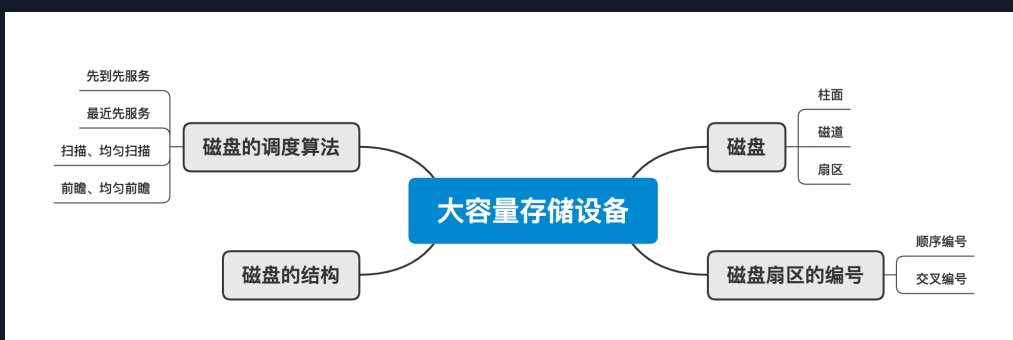 大容量存储设备
磁盘
柱面
磁道
扇区
磁盘扇区的编号
顺序编号
交叉编号
磁盘的调度算法
先到先服务
最近先服务
扫描、均匀扫描
前瞻、均匀前瞻
磁盘的结构